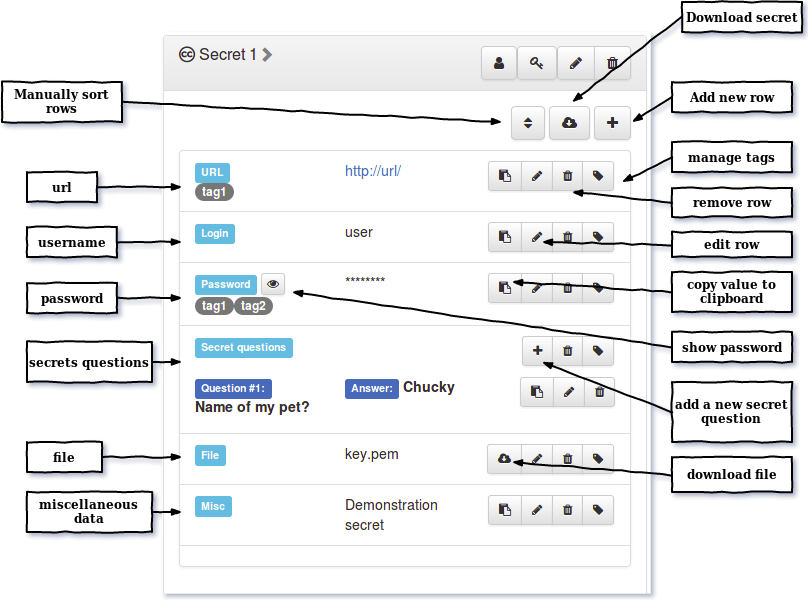 Download secret
Secret 1
Manually sort
rows
Add new row
manage tags
URL
http://url/
tag1
url
remove row
Login
user
username
edit row
Password
********
tag1 tag2
password
copy value to
clipboard
Secret questions
show password
secrets questions
Question #1:
Answer: Chucky
Name of my pet?
add a new secret
question
File
key.pem
file
download file
Misc
Demonstration
secret
miscellaneous
data